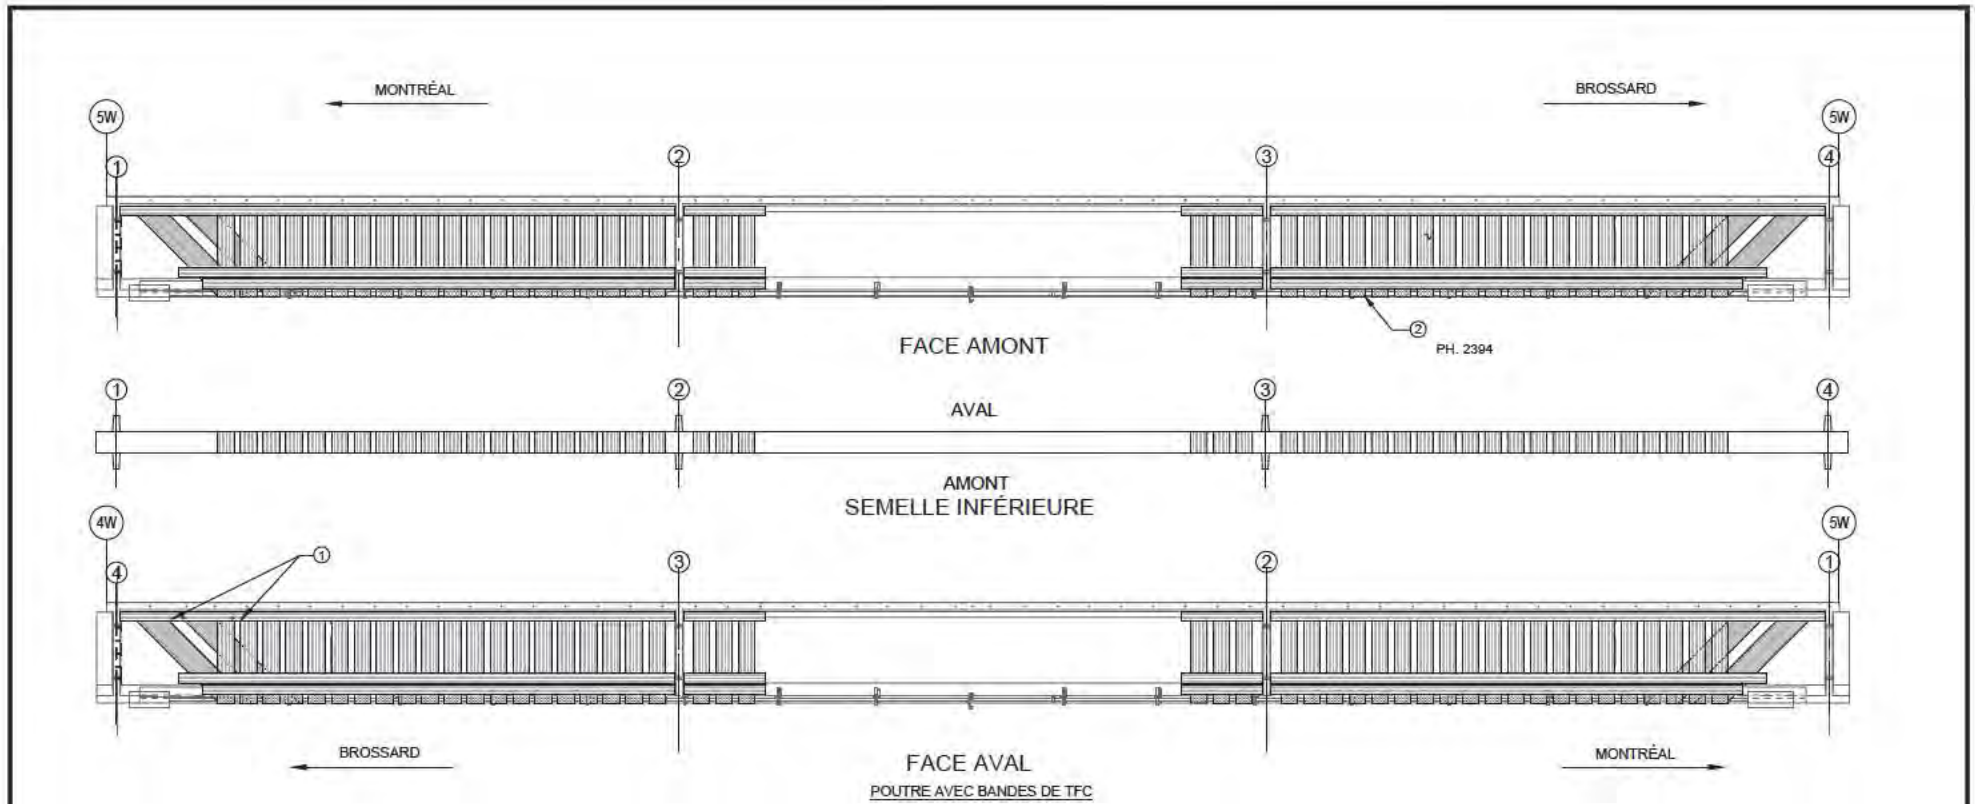 MONTRÉAL
BROSSARD
5W
5W
1
2
3
4
2
PH. 2394
FACE AMONT
1
2
3
4
AVAL
AMONT
SEMELLE INFÉRIEURE
4W
5W
1
4
3
2
1
BROSSARD
MONTRÉAL
FACE AVAL
POUTRE AVEC BANDES DE TFC